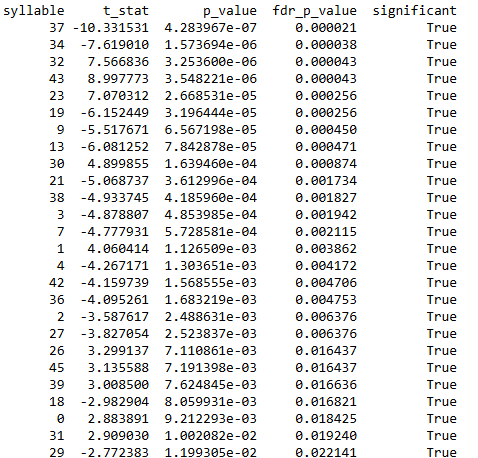 syllable t_stat p_value fdr_p_value significant
37 -10.331531 4.283967e-07 0.000021 True
34 -7.619010 1.573694e-06 0.000038 True
32 7.566836 3.253600e-06 0.000043 True
43 8.997773 3.548221e-06 0.000043 True
23 7.070312 2.668531e-05 0.000256 True
19 -6.152449 3.196444e-05 0.000256 True
9 -5.517671 6.567198e-05 0.000450 True
13 -6.081252 7.842878e-05 0.000471 True
30 4.899855 1.639460e-04 0.000874 True
21 -5.068737 3.612996e-04 0.001734 True
38 -4.933745 4.185960e-04 0.001827 True
3 -4.878807 4.853985e-04 0.001942 True
7 -4.777931 5.728581e-04 0.002115 True
1 4.060414 1.126509e-03 0.003862 True
4 -4.267171 1.303651e-03 0.004172 True
42 -4.159739 1.568555e-03 0.004706 True
36 -4.095261 1.683219e-03 0.004753 True
2 -3.587617 2.488631e-03 0.006376 True
27 -3.827054 2.523837e-03 0.006376 True
26 3.299137 7.110861e-03 0.016437 True
45 3.135588 7.191398e-03 0.016437 True
39 3.008500 7.624845e-03 0.016636 True
18 -2.982904 8.059931e-03 0.016821 True
0 2.883891 9.212293e-03 0.018425 True
31 2.909030 1.002082e-02 0.019240 True
29 -2.772383 1.199305e-02 0.022141 True